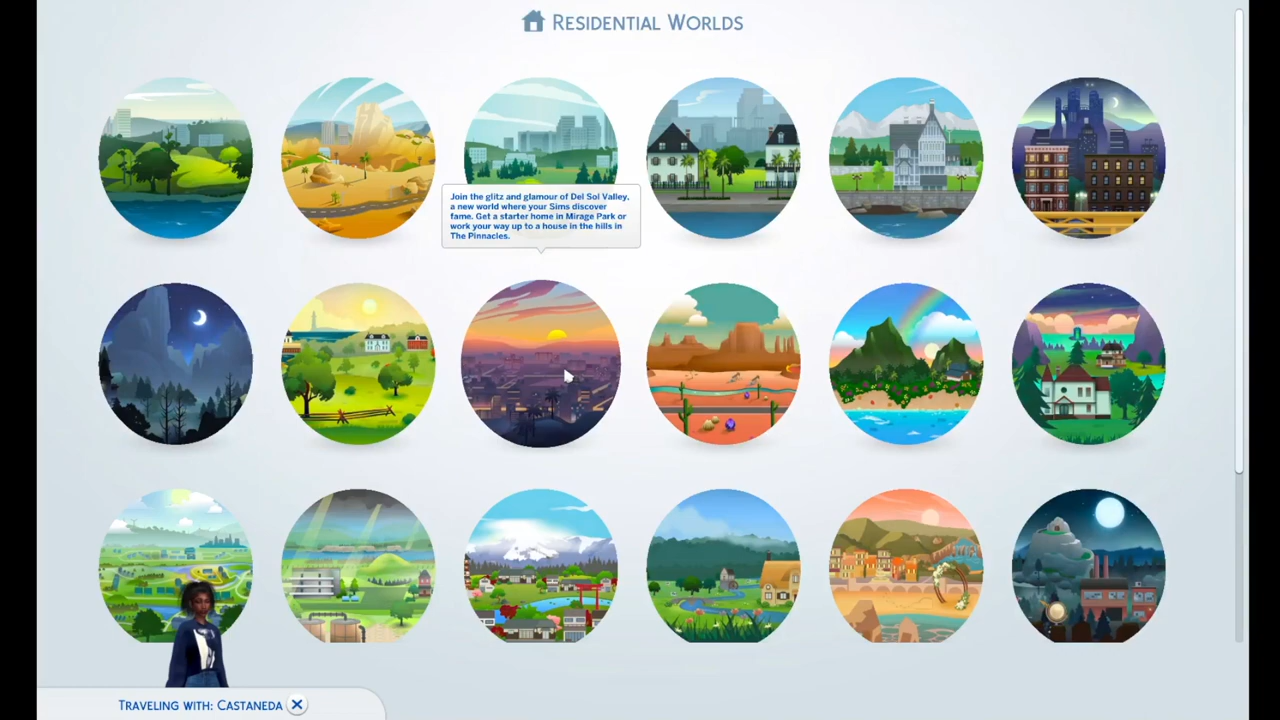 RESIDENTIAL WORLDS
Join the glitz and glamour of Del Sol Valley,
a new world where your Sims discover
fame. Get a starter home in Mirage Park or
work your way up to a house in the hills in
The Pinnacles.
TRAVELING WITH: CASTANEDA